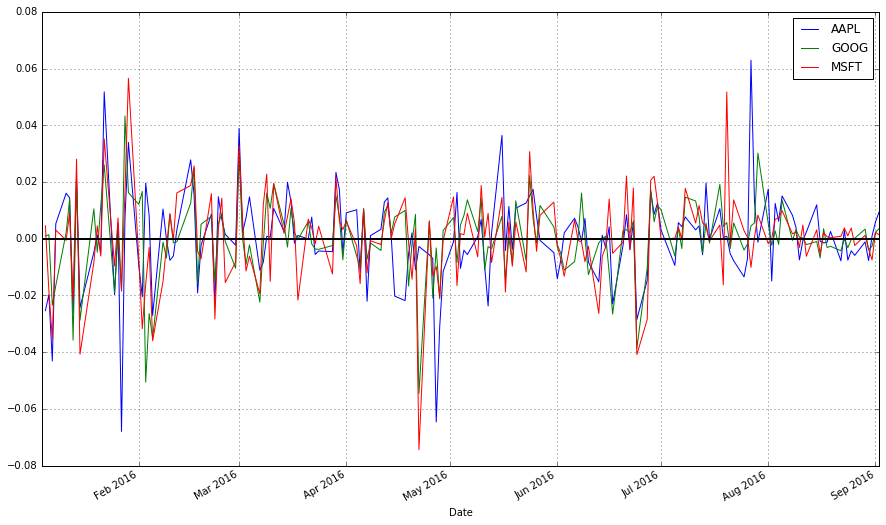 0.08
0.06
0.04
0.02
0.00
−0.02
−0.04
−0.06
−0.08
AAPL
GOOG
MSFT
Feb 2016
Mar 2016
Apr 2016
May 2016
Jun 2016
Jul 2016
Aug 2016
Sep 2016
Date